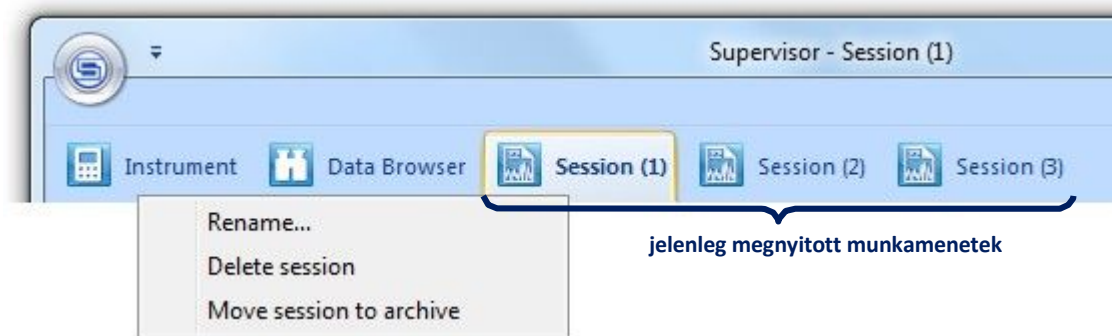 Supervisor - Session (1)
Instrument Data Browser Session (1) Session (2) Session (3)
Rename...
jelenleg megnyitott munkamenetek
Delete session
Move session to archive